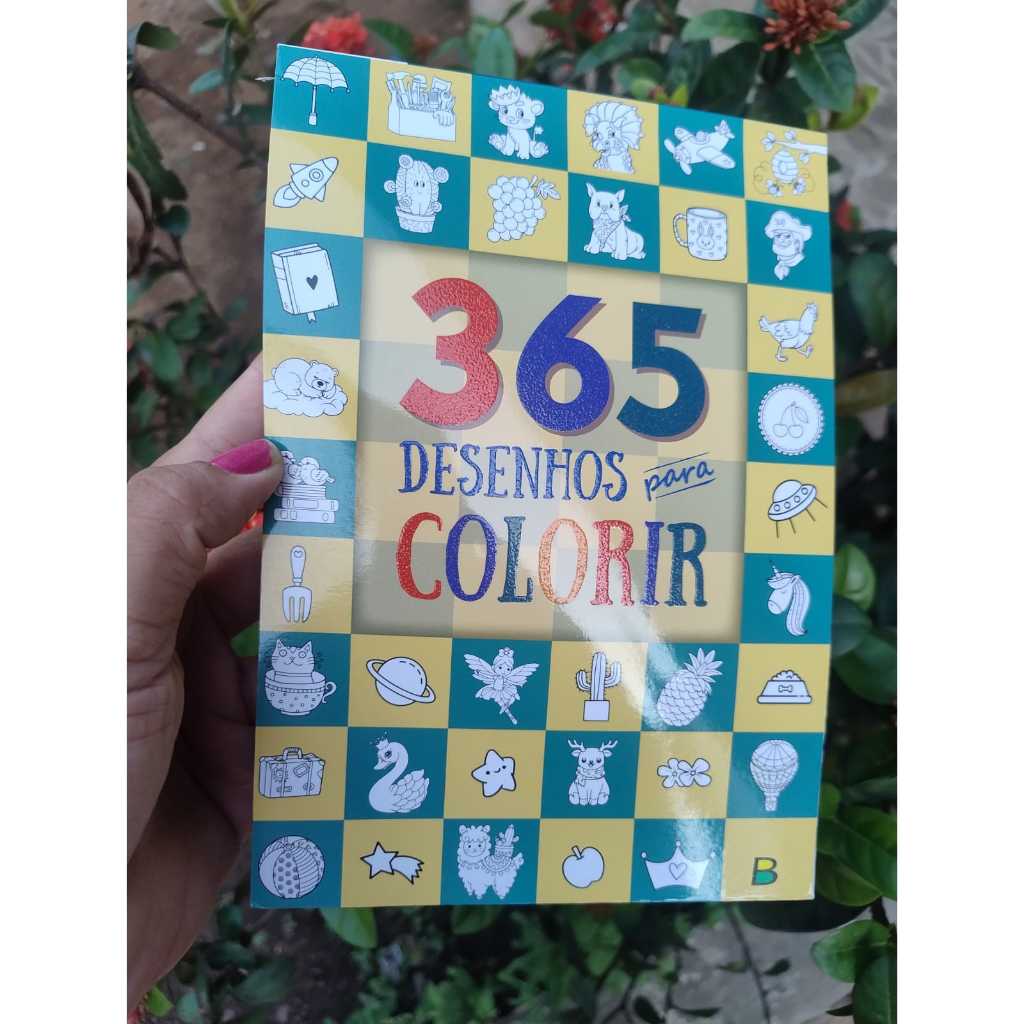 365
DESENHOS para
COLORIR
B